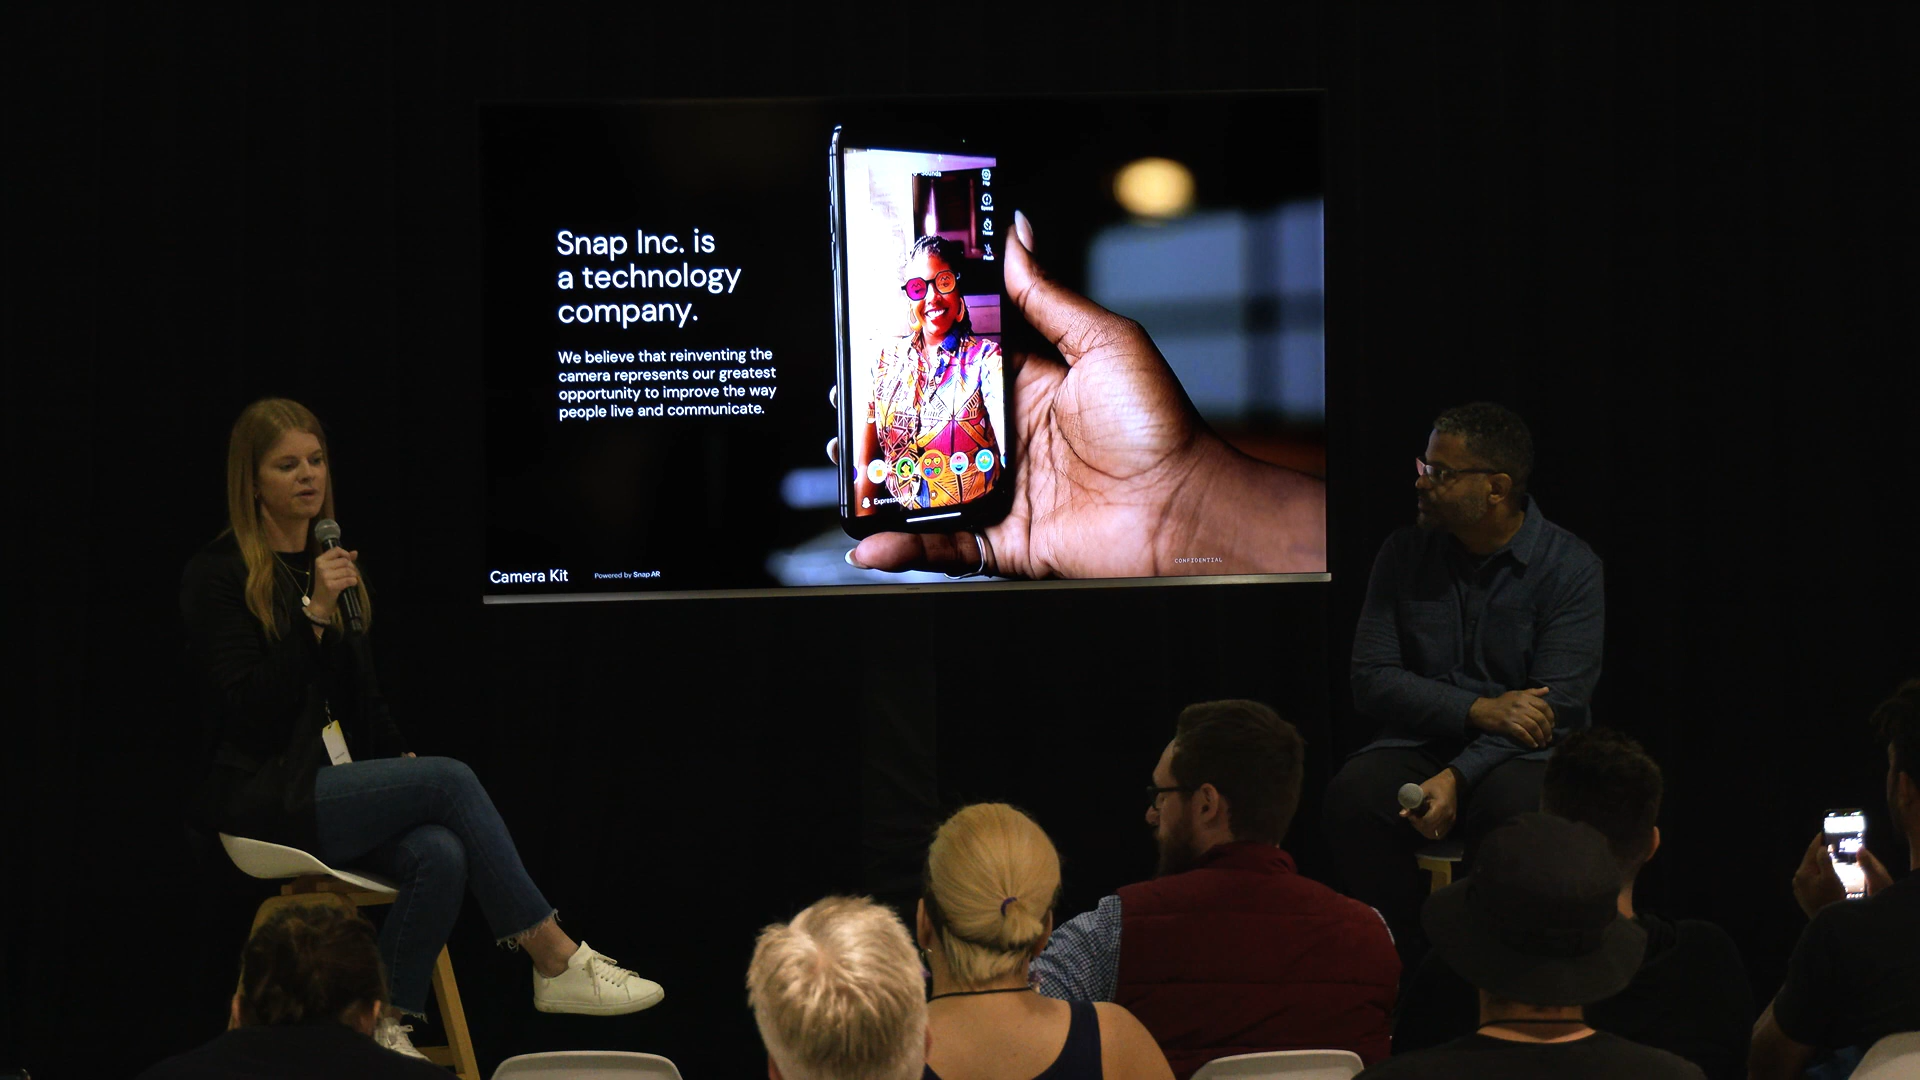 Snap Inc. is
a technology
company.
We believe that reinventing the
camera represents our greatest
opportunity to improve the way
people live and communicate.
Sounds
Camera Kit
Powered by Snap AR
CONFIDENTIAL